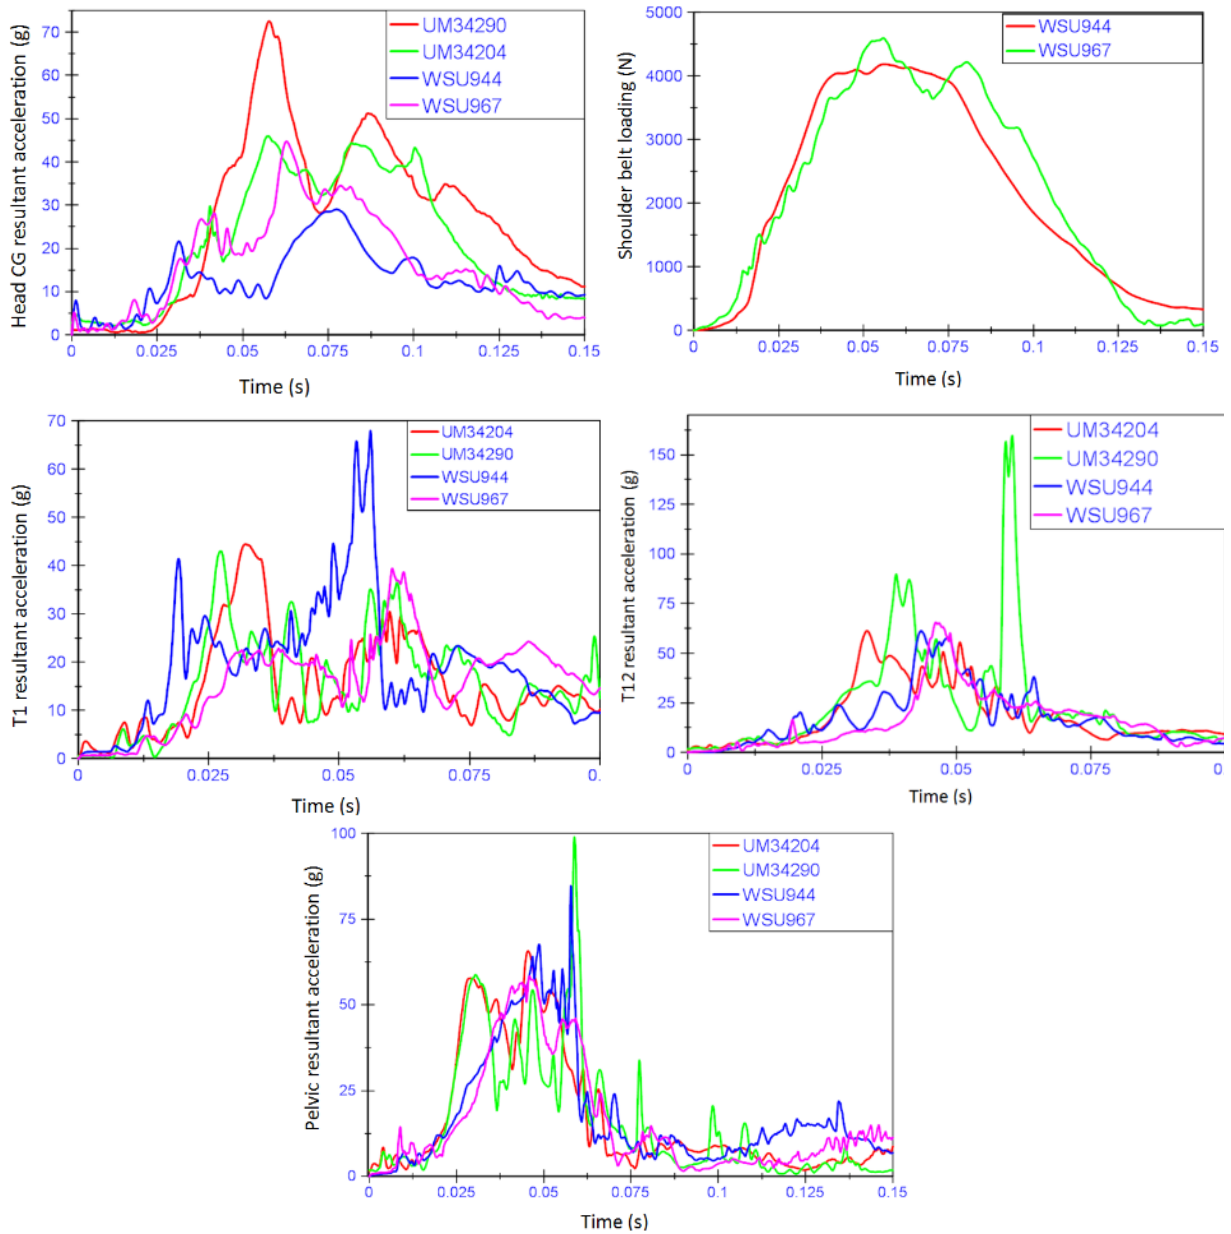 Head CG resultant acceleration (g)
70
60
50
40
30
20
10
0
UM34290
UM34204
WSU944
WSU967
0 0.025 0.05 0.075 0.1 0.125 0.15
Time (s)
Shoulder belt loading (N)
5000
4000
3000
2000
1000
0
WSU944
WSU967
0 0.025 0.05 0.075 0.1 0.125 0.15
Time (s)
T1 resultant acceleration (g)
70
60
50
40
30
20
10
0
UM34204
UM34290
WSU944
WSU967
0 0.025 0.05 0.075 0.
Time (s)
T12 resultant acceleration (g)
150
125
100
75
50
25
0
UM34204
UM34290
WSU944
WSU967
0 0.025 0.05 0.075 0.
Time (s)
Pelvic resultant acceleration (g)
100
75
50
25
0
UM34204
UM34290
WSU944
WSU967
0 0.025 0.05 0.075 0.1 0.125 0.15
Time (s)